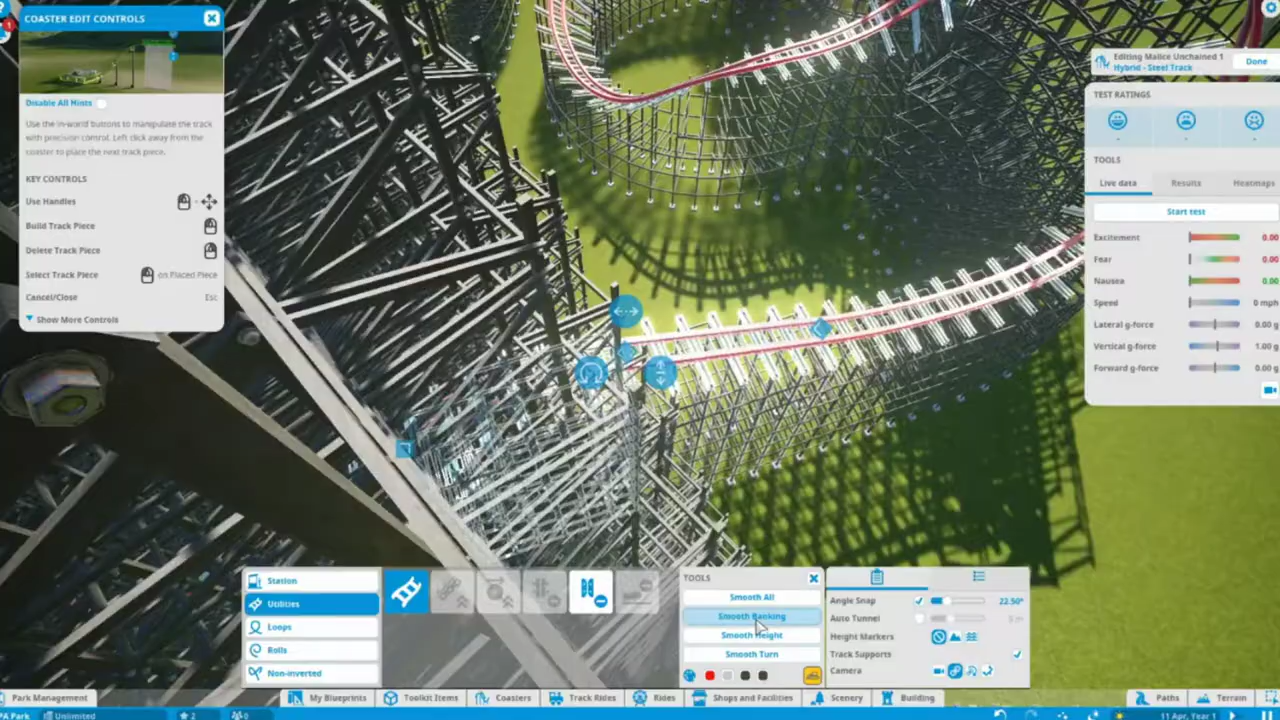 COASTER EDIT CONTROLS
Disable All Hints
Use the in-world buttons to manipulate the track
with precision control. Left click away from the
coaster to place the next track piece.
KEY CONTROLS
Use Handles
Build Track Piece
Delete Track Piece
Select Track Piece on Placed Piece
Cancel/Close Esc
Show More Controls
Editing Malice Unchained 1
Hybrid - Steel Track
Done
TEST RATINGS
TOOLS
Live data Results Heatmaps
Start test
Excitement 0.00
Fear 0.00
Nausea 0.00
Speed 0 mph
Lateral g-force 0.00 g
Vertical g-force 1.00 g
Forward g-force 0.00 g
Station
Utilities
Loops
Rolls
Non-inverted
TOOLS
Smooth All
Smooth Banking
Smooth Height
Smooth Turn
Angle Snap 22.50°
Auto Tunnel
Height Markers
Track Supports
Camera
Park Management My Blueprints Toolkit Items Coasters Track Rides Rides Shops and Facilities Scenery Building Paths Terrain
PA Park Unlimited 2 0 11 Apr, Year 1